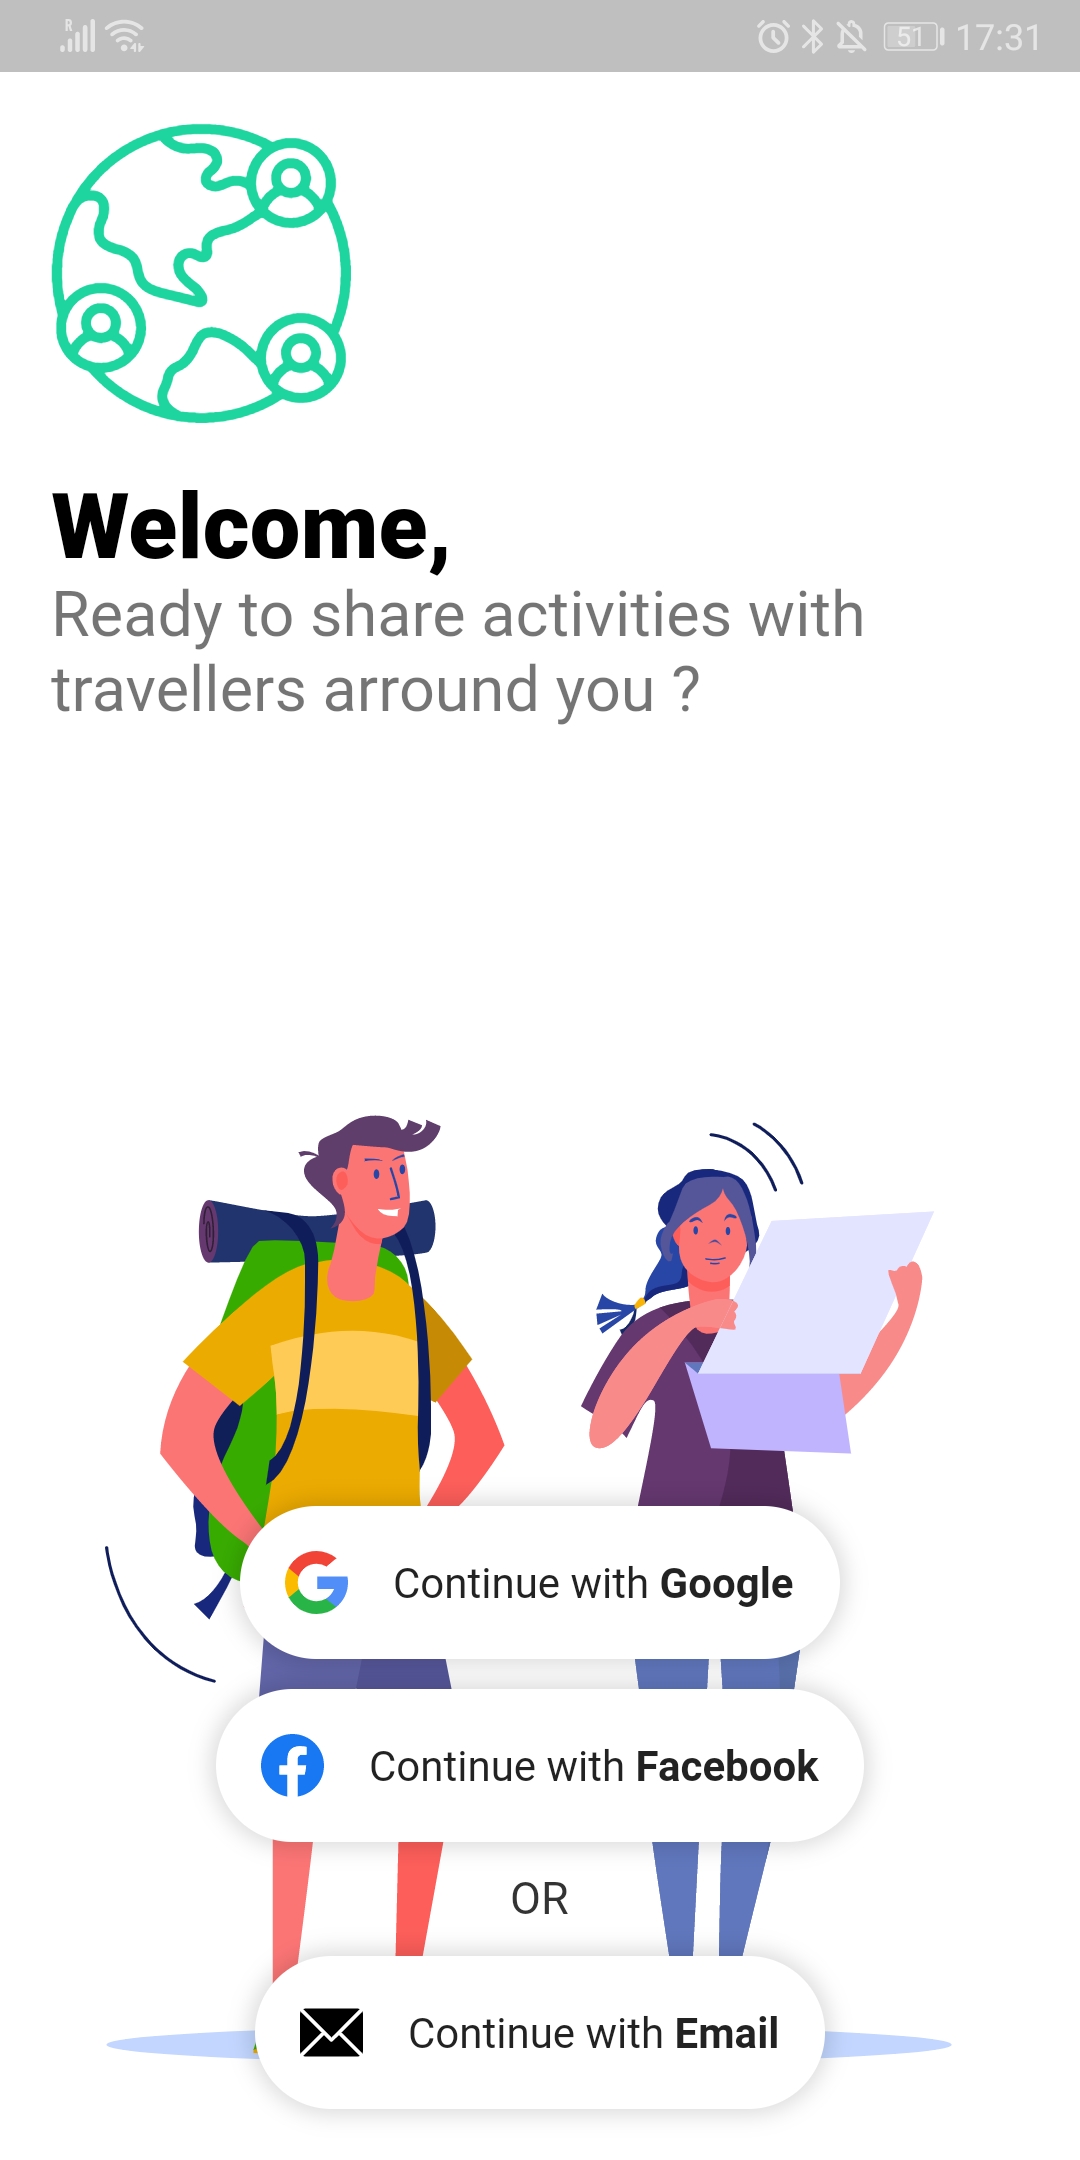 R 51 17:31
Welcome,
Ready to share activities with
travellers arround you ?
Continue with Google
Continue with Facebook
OR
Continue with Email